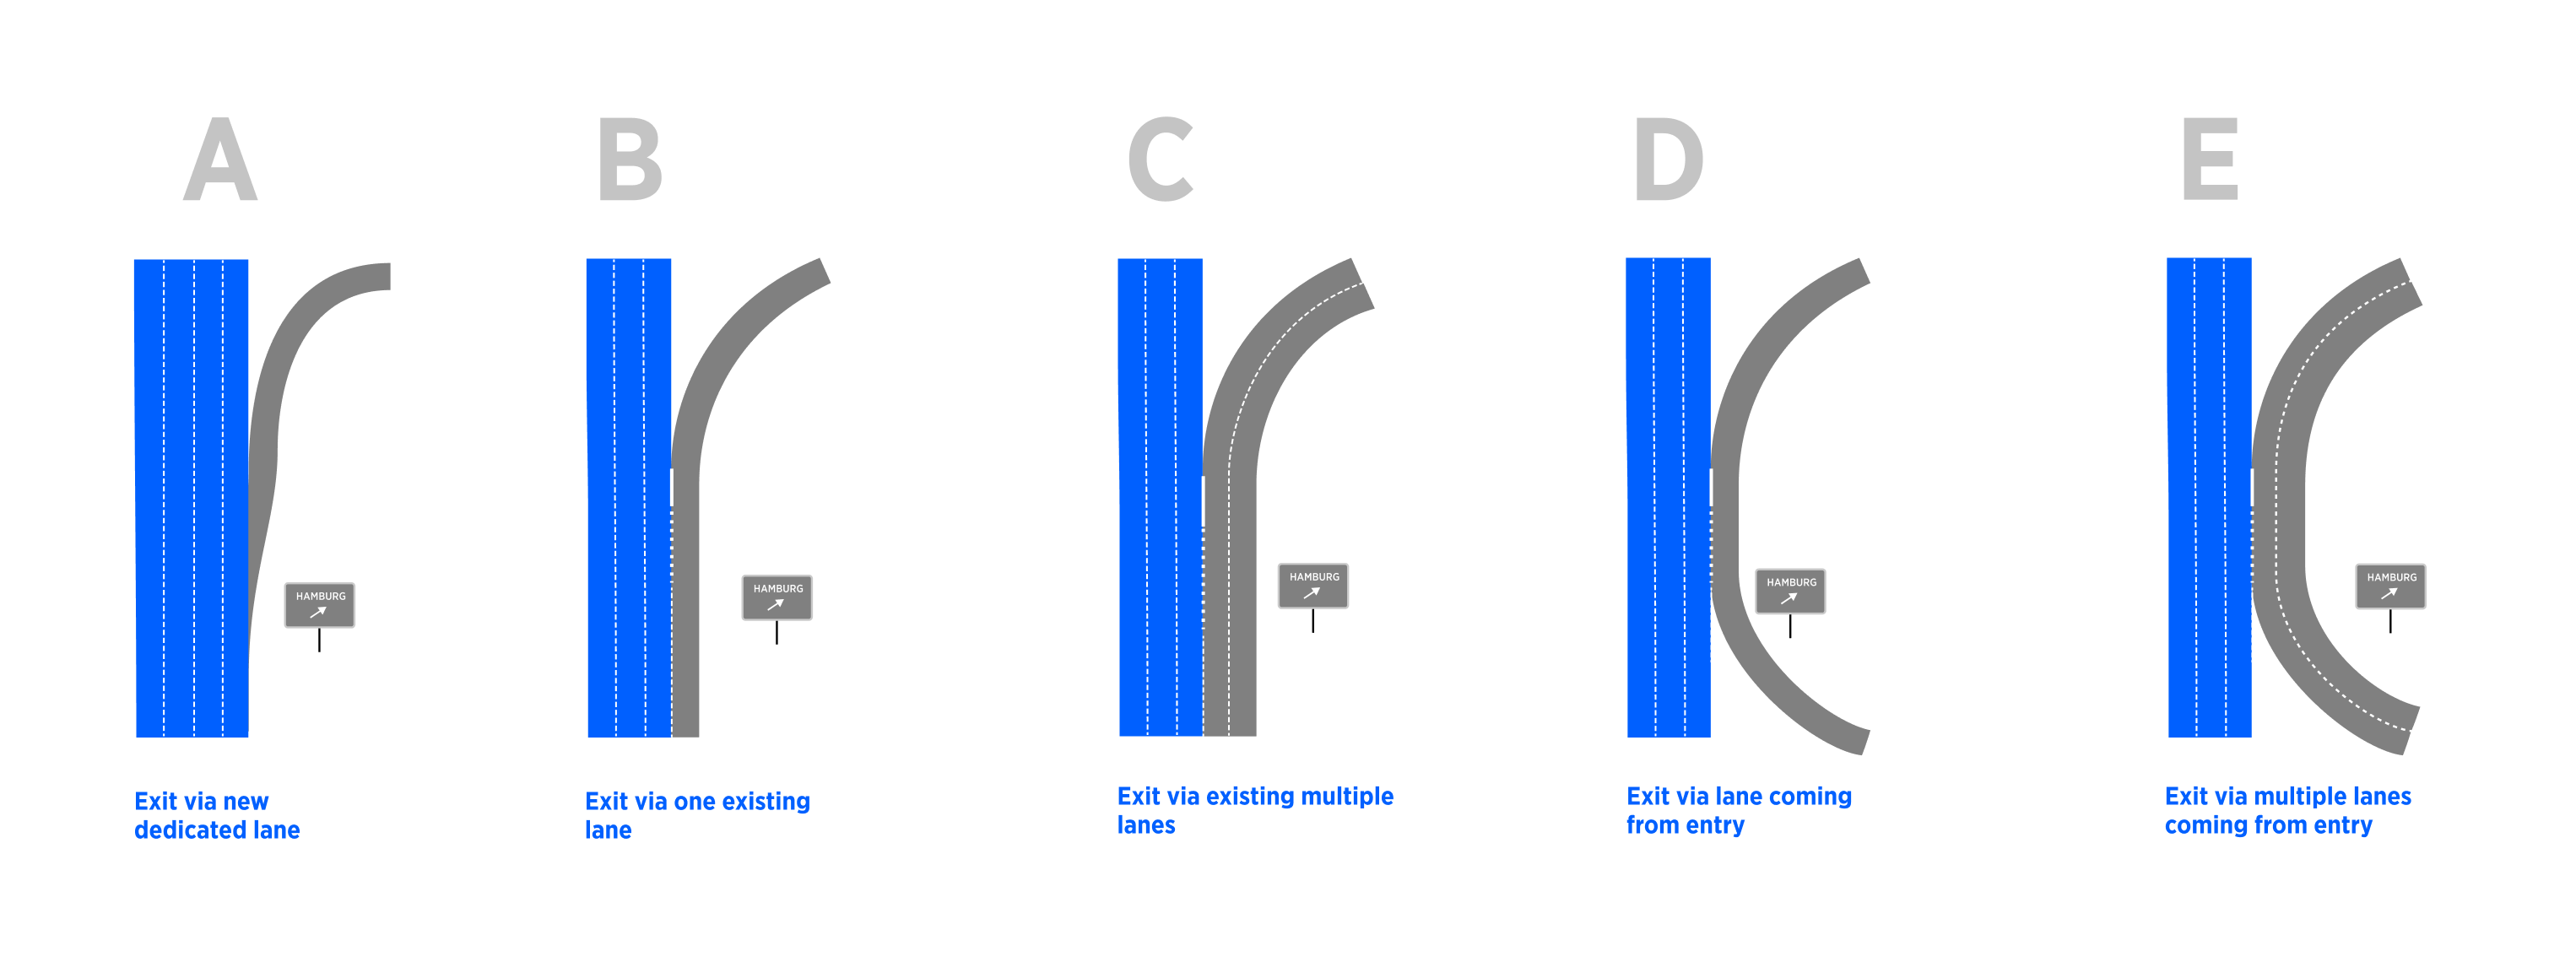 A
B
C
D
E
HAMBURG
HAMBURG
HAMBURG
HAMBURG
HAMBURG
Exit via new
dedicated lane
Exit via one existing
lane
Exit via existing multiple
lanes
Exit via lane coming
from entry
Exit via multiple lanes
coming from entry